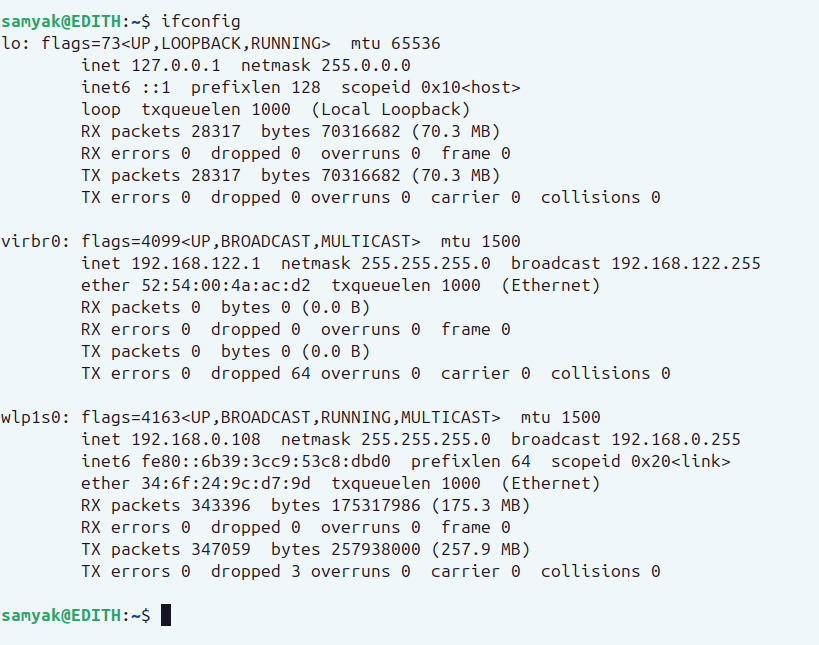 samyak@EDITH:~$ ifconfig
lo: flags=73<UP,LOOPBACK,RUNNING>  mtu 65536
        inet 127.0.0.1  netmask 255.0.0.0
        inet6 ::1  prefixlen 128  scopeid 0x10<host>
        loop  txqueuelen 1000  (Local Loopback)
        RX packets 28317  bytes 70316682 (70.3 MB)
        RX errors 0  dropped 0  overruns 0  frame 0
        TX packets 28317  bytes 70316682 (70.3 MB)
        TX errors 0  dropped 0 overruns 0  carrier 0  collisions 0

virbr0: flags=4099<UP,BROADCAST,MULTICAST>  mtu 1500
        inet 192.168.122.1  netmask 255.255.255.0  broadcast 192.168.122.255
        ether 52:54:00:4a:ac:d2  txqueuelen 1000  (Ethernet)
        RX packets 0  bytes 0 (0.0 B)
        RX errors 0  dropped 0  overruns 0  frame 0
        TX packets 0  bytes 0 (0.0 B)
        TX errors 0  dropped 64 overruns 0  carrier 0  collisions 0

wlp1s0: flags=4163<UP,BROADCAST,RUNNING,MULTICAST>  mtu 1500
        inet 192.168.0.108  netmask 255.255.255.0  broadcast 192.168.0.255
        inet6 fe80::6b39:3cc9:53c8:dbd0  prefixlen 64  scopeid 0x20<link>
        ether 34:6f:24:9c:d7:9d  txqueuelen 1000  (Ethernet)
        RX packets 343396  bytes 175317986 (175.3 MB)
        RX errors 0  dropped 0  overruns 0  frame 0
        TX packets 347059  bytes 257938000 (257.9 MB)
        TX errors 0  dropped 3 overruns 0  carrier 0  collisions 0

samyak@EDITH:~$